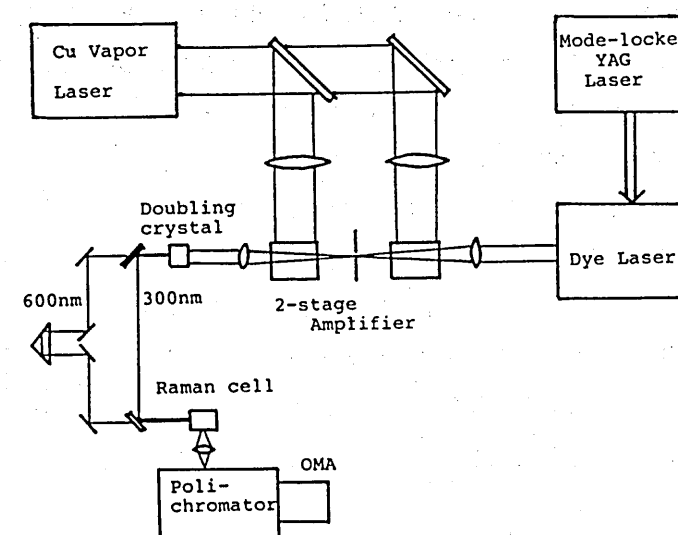 Cu Vapor
Laser
Mode-locke
YAG
Laser
Doubling
crystal
Dye Laser
600nm
300nm
2-stage
Amplifier
Raman cell
OMA
Poli-
chromator